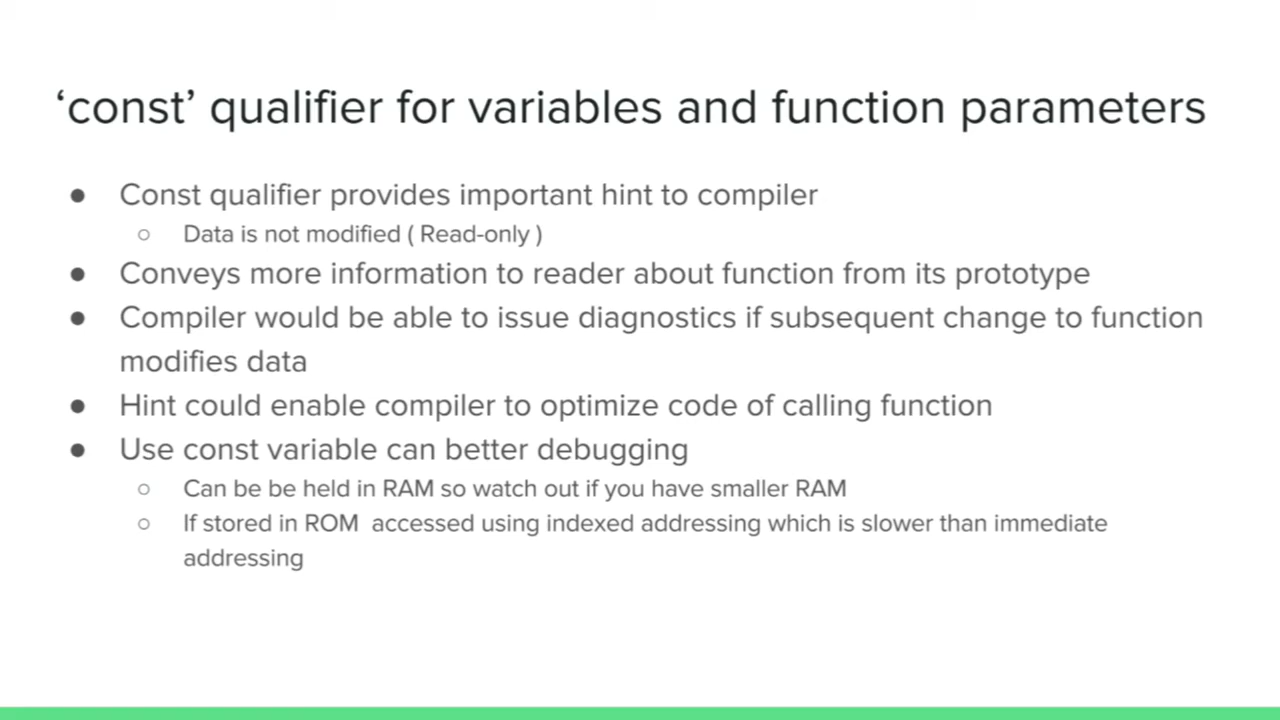 ‘const’ qualifier for variables and function parameters
● Const qualifier provides important hint to compiler
○ Data is not modified ( Read-only )
● Conveys more information to reader about function from its prototype
● Compiler would be able to issue diagnostics if subsequent change to function
modifies data
● Hint could enable compiler to optimize code of calling function
● Use const variable can better debugging
○ Can be be held in RAM so watch out if you have smaller RAM
○ If stored in ROM  accessed using indexed addressing which is slower than immediate
addressing